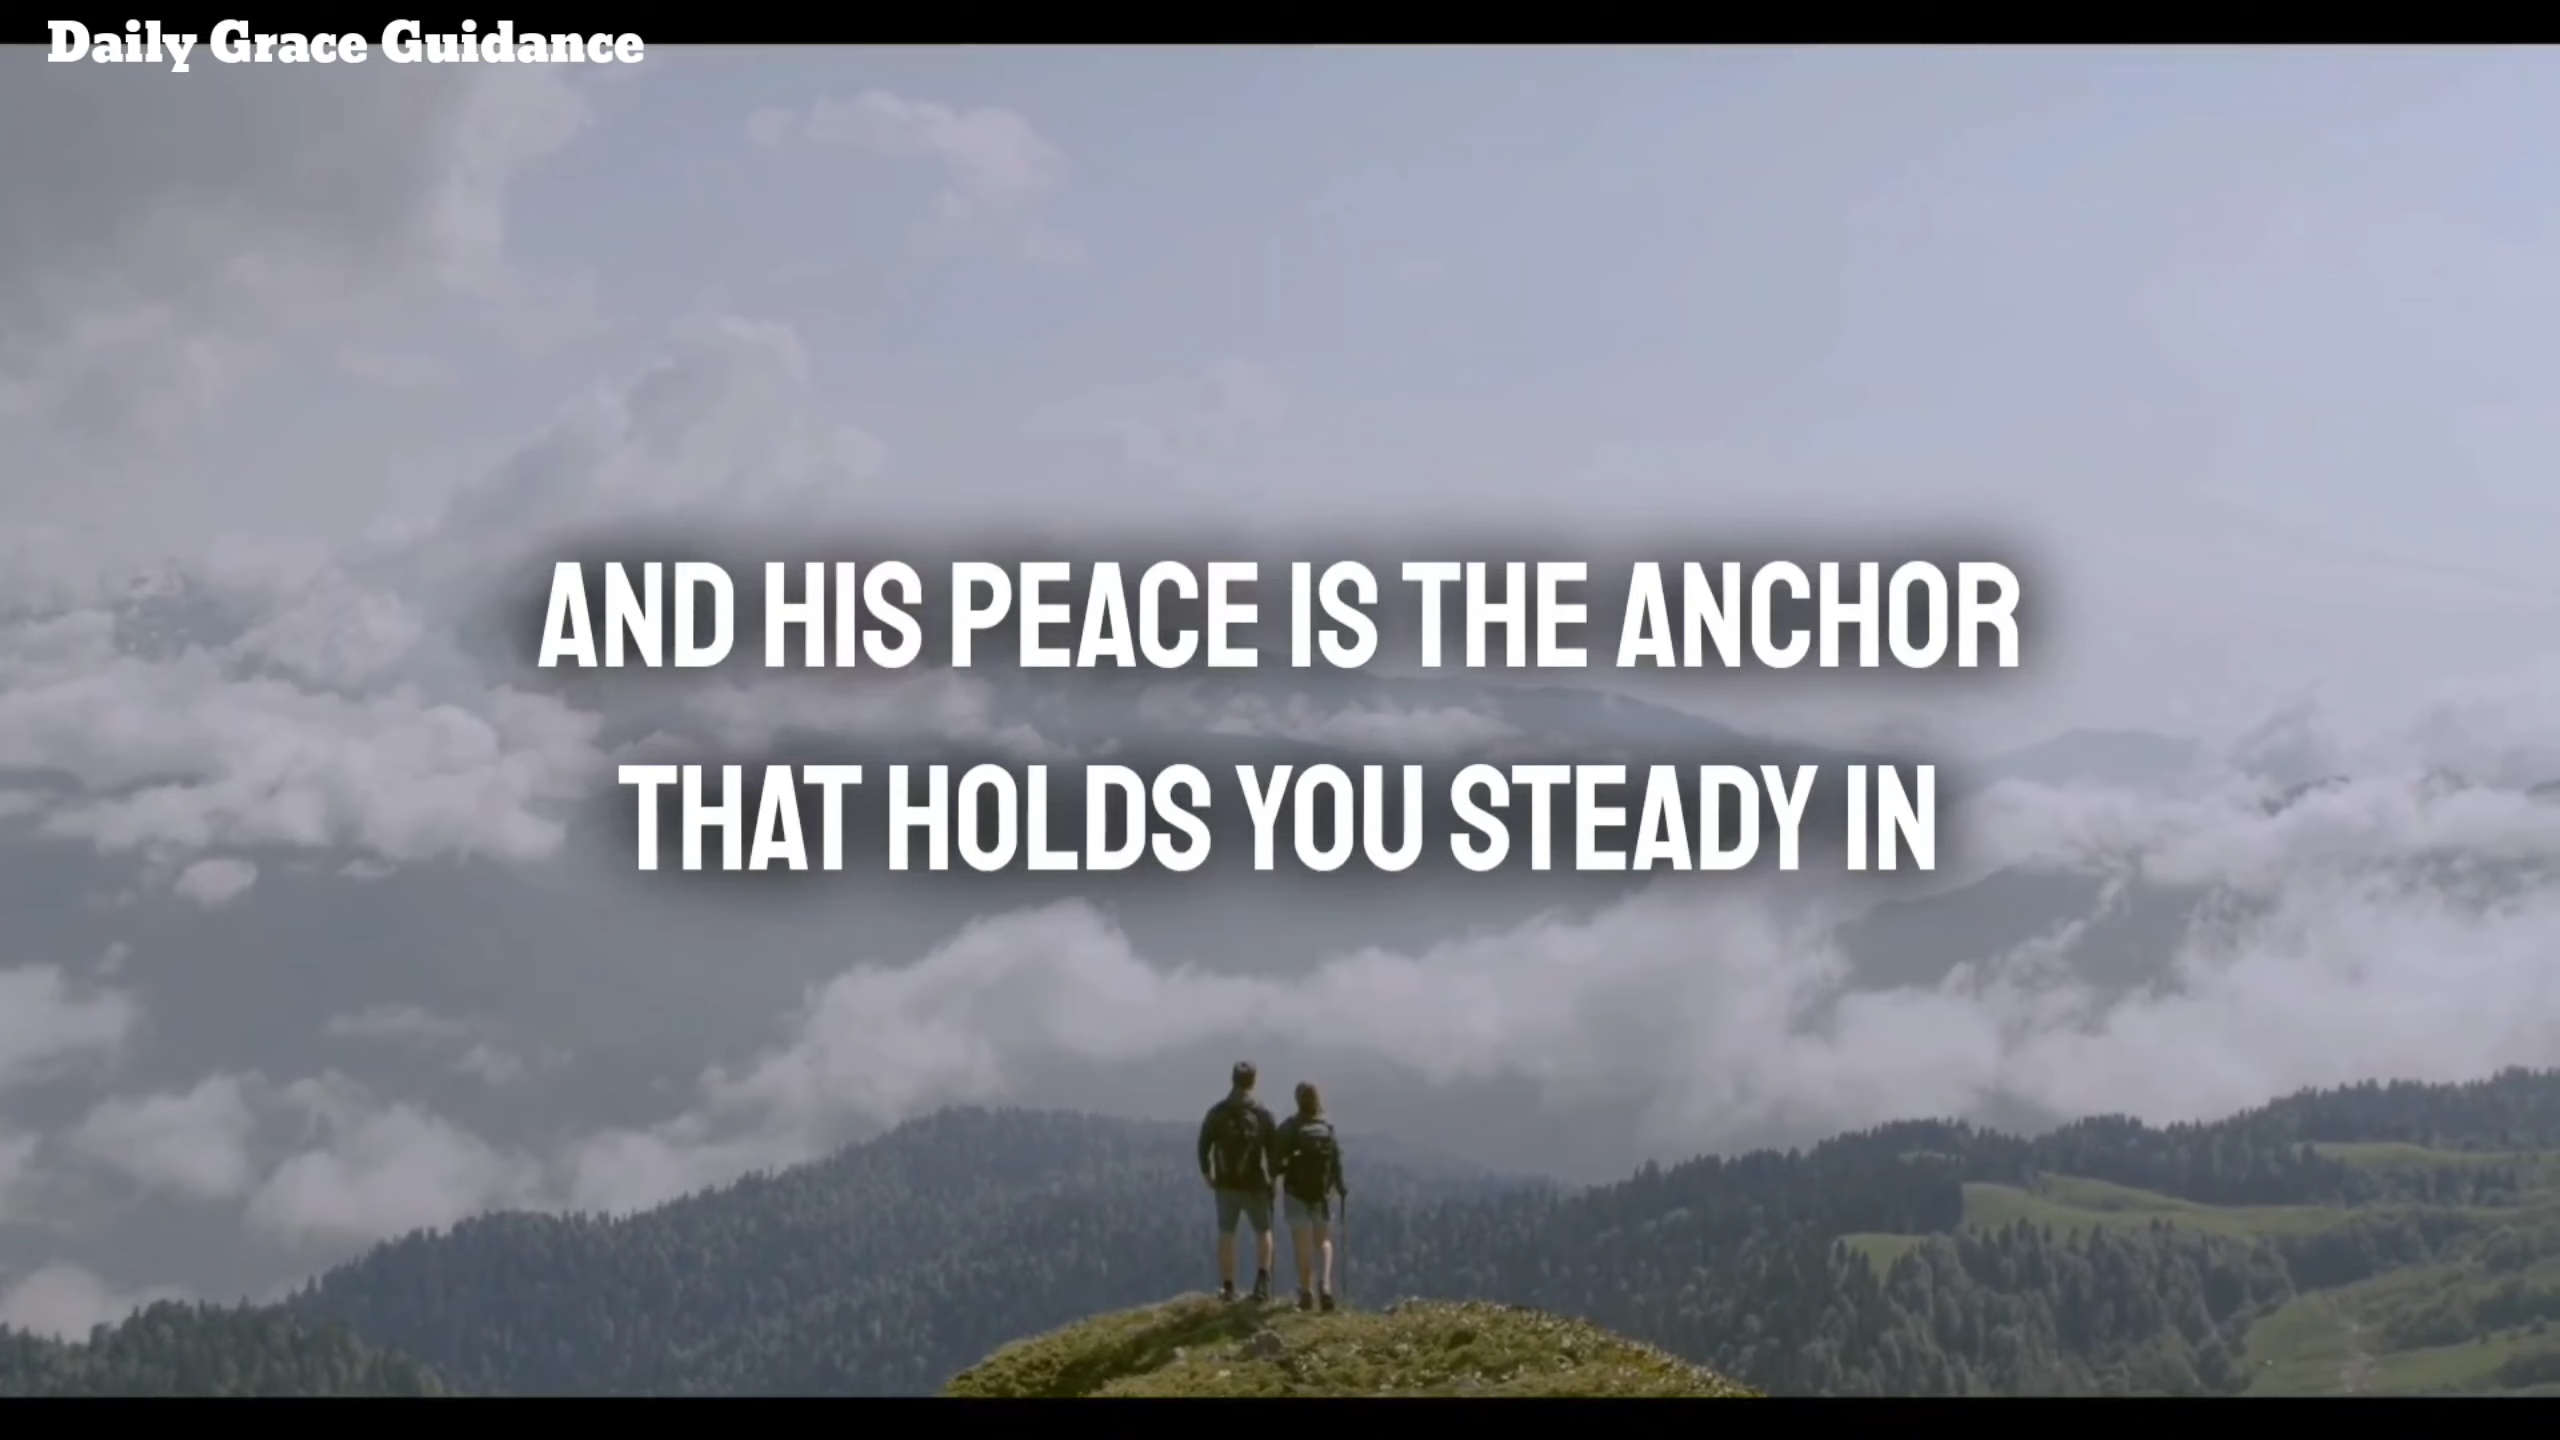 Daily Grace Guidance
AND HIS PEACE IS THE ANCHOR
THAT HOLDS YOU STEADY IN